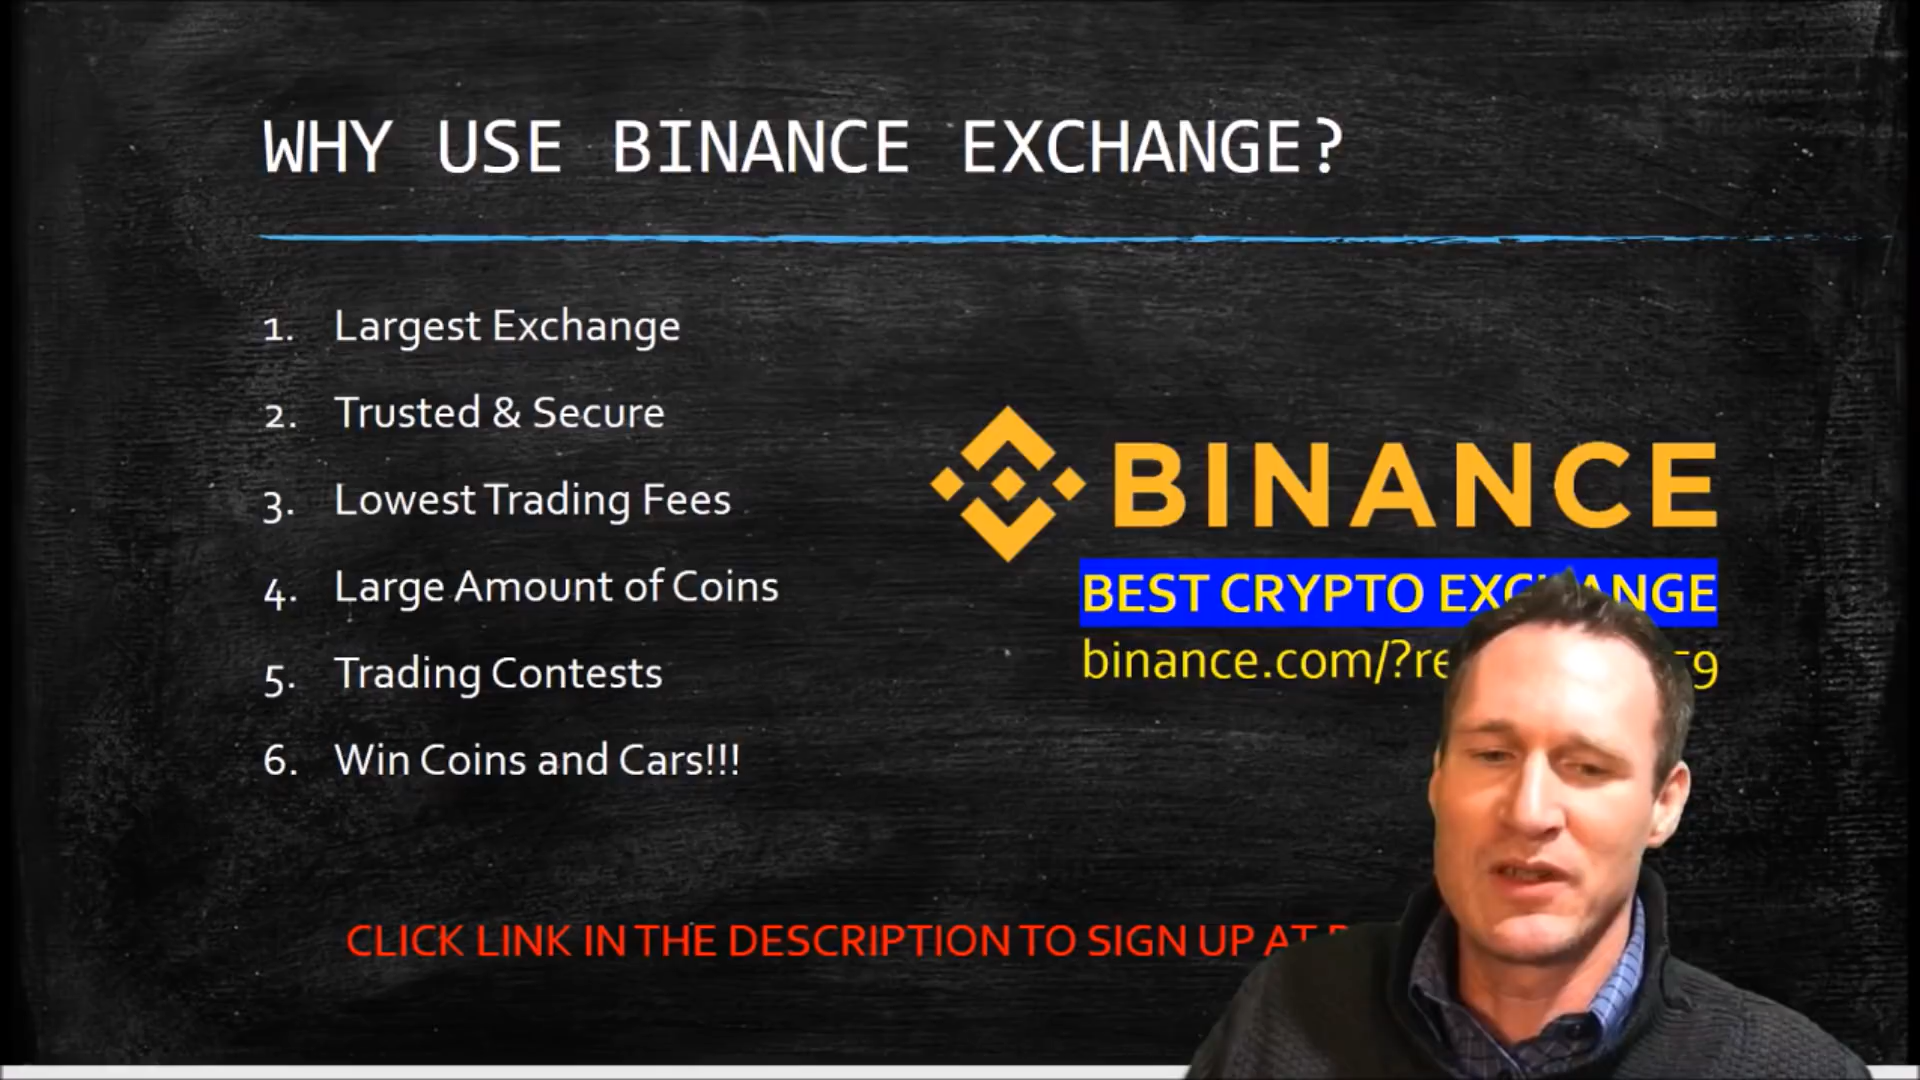 WHY USE BINANCE EXCHANGE?
1. Largest Exchange
2. Trusted & Secure
3. Lowest Trading Fees
4. Large Amount of Coins
5. Trading Contests
6. Win Coins and Cars!!!
BINANCE
BEST CRYPTO EXCHANGE
binance.com/?re
CLICK LINK IN THE DESCRIPTION TO SIGN UP AT